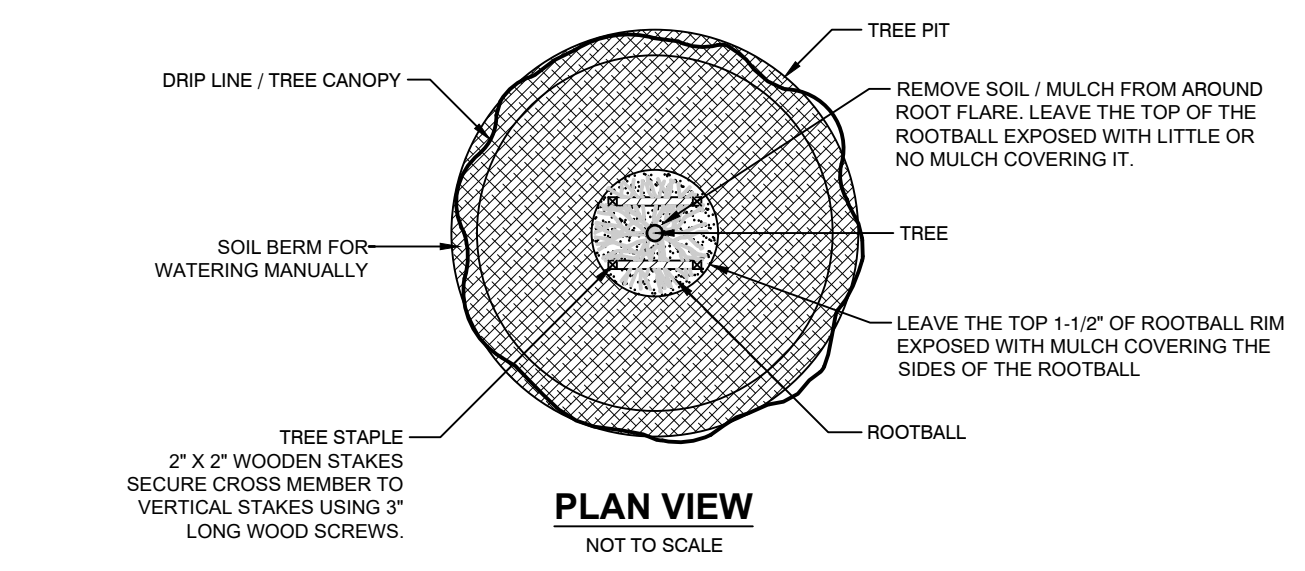 TREE PIT
DRIP LINE / TREE CANOPY
REMOVE SOIL / MULCH FROM AROUND
ROOT FLARE. LEAVE THE TOP OF THE
ROOTBALL EXPOSED WITH LITTLE OR
NO MULCH COVERING IT.
TREE
SOIL BERM FOR
WATERING MANUALLY
LEAVE THE TOP 1-1/2" OF ROOTBALL RIM
EXPOSED WITH MULCH COVERING THE
SIDES OF THE ROOTBALL
ROOTBALL
TREE STAPLE
2" X 2" WOODEN STAKES
SECURE CROSS MEMBER TO
VERTICAL STAKES USING 3"
LONG WOOD SCREWS.
PLAN VIEW
NOT TO SCALE